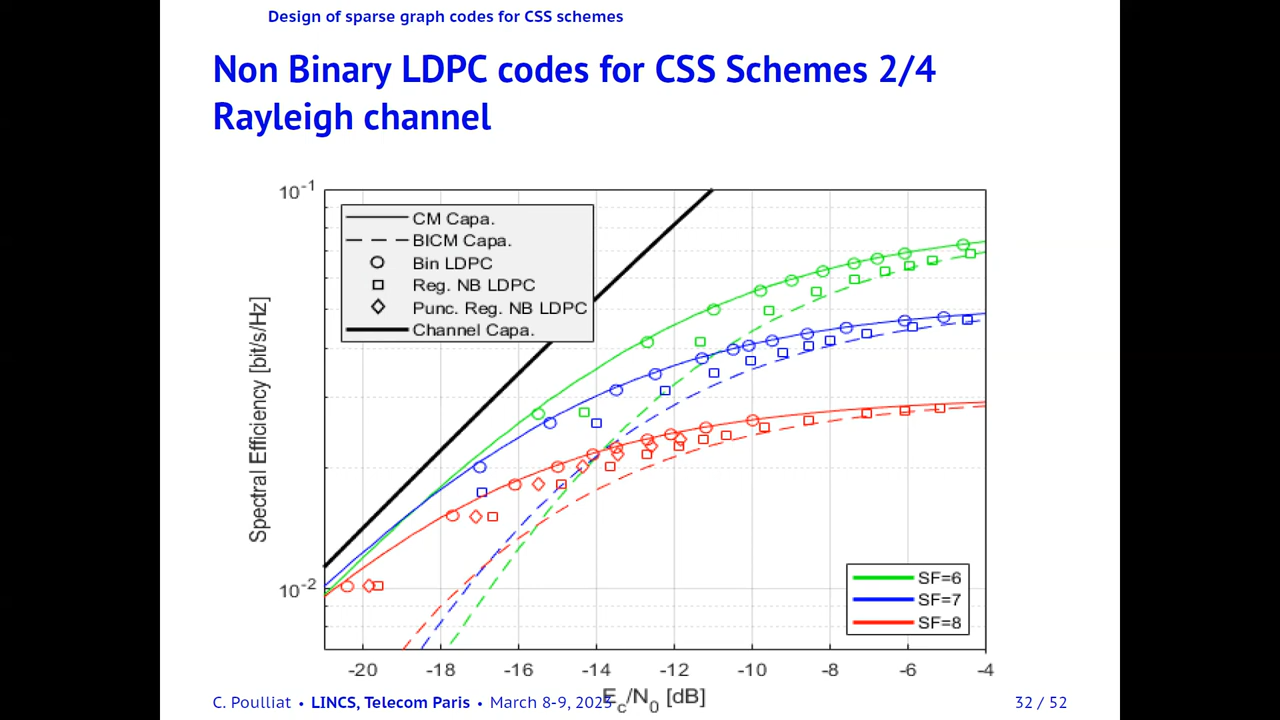 Design of sparse graph codes for CSS schemes
Non Binary LDPC codes for CSS Schemes 2/4
Rayleigh channel
10-1
CM Capa.
BICM Capa.
Bin LDPC
Reg. NB LDPC
Punc. Reg. NB LDPC
Channel Capa.
Spectral Efficiency [bit/s/Hz]
10-2
SF=6
SF=7
SF=8
-20 -18 -16 -14 -12 -10 -8 -6 -4
Ec/N0 [dB]
C. Poulliat • LINCS, Telecom Paris • March 8-9, 2023 32 / 52